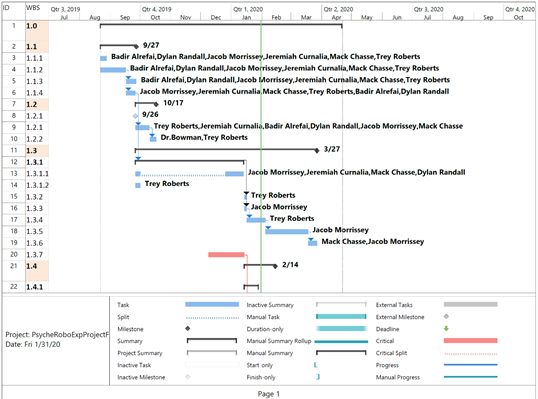 ID WBS Qtr 3, 2019 Qtr 4, 2019 Qtr 1, 2020 Qtr 2, 2020 Qtr 3, 2020 Qtr 4, 2020
Jul Aug Sep Oct Nov Dec Jan Feb Mar Apr May Jun Jul Aug Sep Oct
1 1.0
2 1.1 9/27
3 1.1.1 Badir Alrefai,Dylan Randall,Jacob Morrissey,Jeremiah Curnalia,Mack Chasse,Trey Roberts
4 1.1.2 Badir Alrefai,Dylan Randall,Jacob Morrissey,Jeremiah Curnalia,Mack Chasse,Trey Roberts
5 1.1.3 Badir Alrefai,Dylan Randall,Jacob Morrissey,Jeremiah Curnalia,Mack Chasse,Trey Roberts
6 1.1.4 Jacob Morrissey,Jeremiah Curnalia,Mack Chasse,Trey Roberts,Badir Alrefai,Dylan Randall
7 1.2 10/17
8 1.2.1 9/26
9 1.2.1 Trey Roberts,Jeremiah Curnalia,Badir Alrefai,Dylan Randall,Jacob Morrissey,Mack Chasse
10 1.2.2 Dr.Bowman,Trey Roberts
11 1.3 3/27
12 1.3.1
13 1.3.1.1 Jacob Morrissey,Jeremiah Curnalia,Mack Chasse,Dylan Randall
14 1.3.1.2 Trey Roberts
15 1.3.2 Trey Roberts
16 1.3.3 Jacob Morrissey
17 1.3.4 Trey Roberts
18 1.3.5 Jacob Morrissey
19 1.3.6 Mack Chasse,Jacob Morrissey
20 1.3.7
21 1.4 2/14
22 1.4.1
Project: PsycheRoboExpProjectF
Date: Fri 1/31/20
Task Inactive Summary External Tasks
Split Manual Task External Milestone
Milestone Duration-only Deadline
Summary Manual Summary Rollup Critical
Project Summary Manual Summary Critical Split
Inactive Task Start-only Progress
Inactive Milestone Finish-only Manual Progress
Page 1